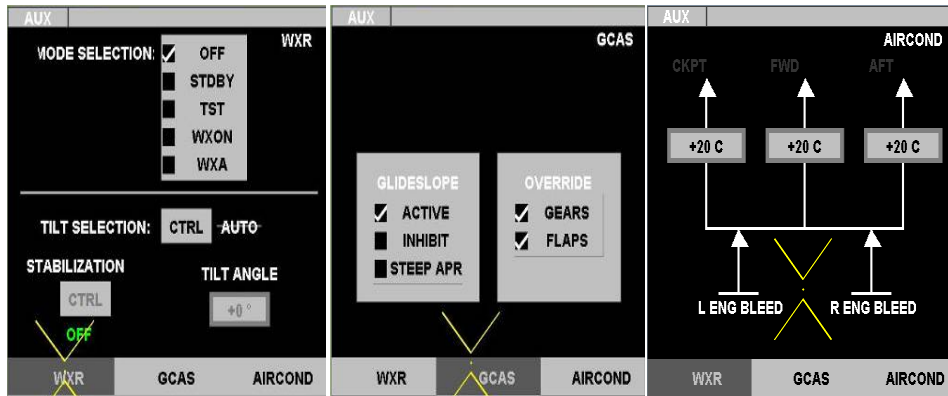 AUX
WXR
MODE SELECTION:
OFF
STDBY
TST
WXON
WXA
TILT SELECTION: CTRL AUTO
STABILIZATION
TILT ANGLE
CTRL
+0 °
OFF
WXR GCAS AIRCOND
AUX
GCAS
GLIDESLOPE
ACTIVE
INHIBIT
STEEP APR
OVERRIDE
GEARS
FLAPS
WXR GCAS AIRCOND
AUX
AIRCOND
CKPT FWD AFT
+20 C +20 C +20 C
L ENG BLEED R ENG BLEED
WXR GCAS AIRCOND